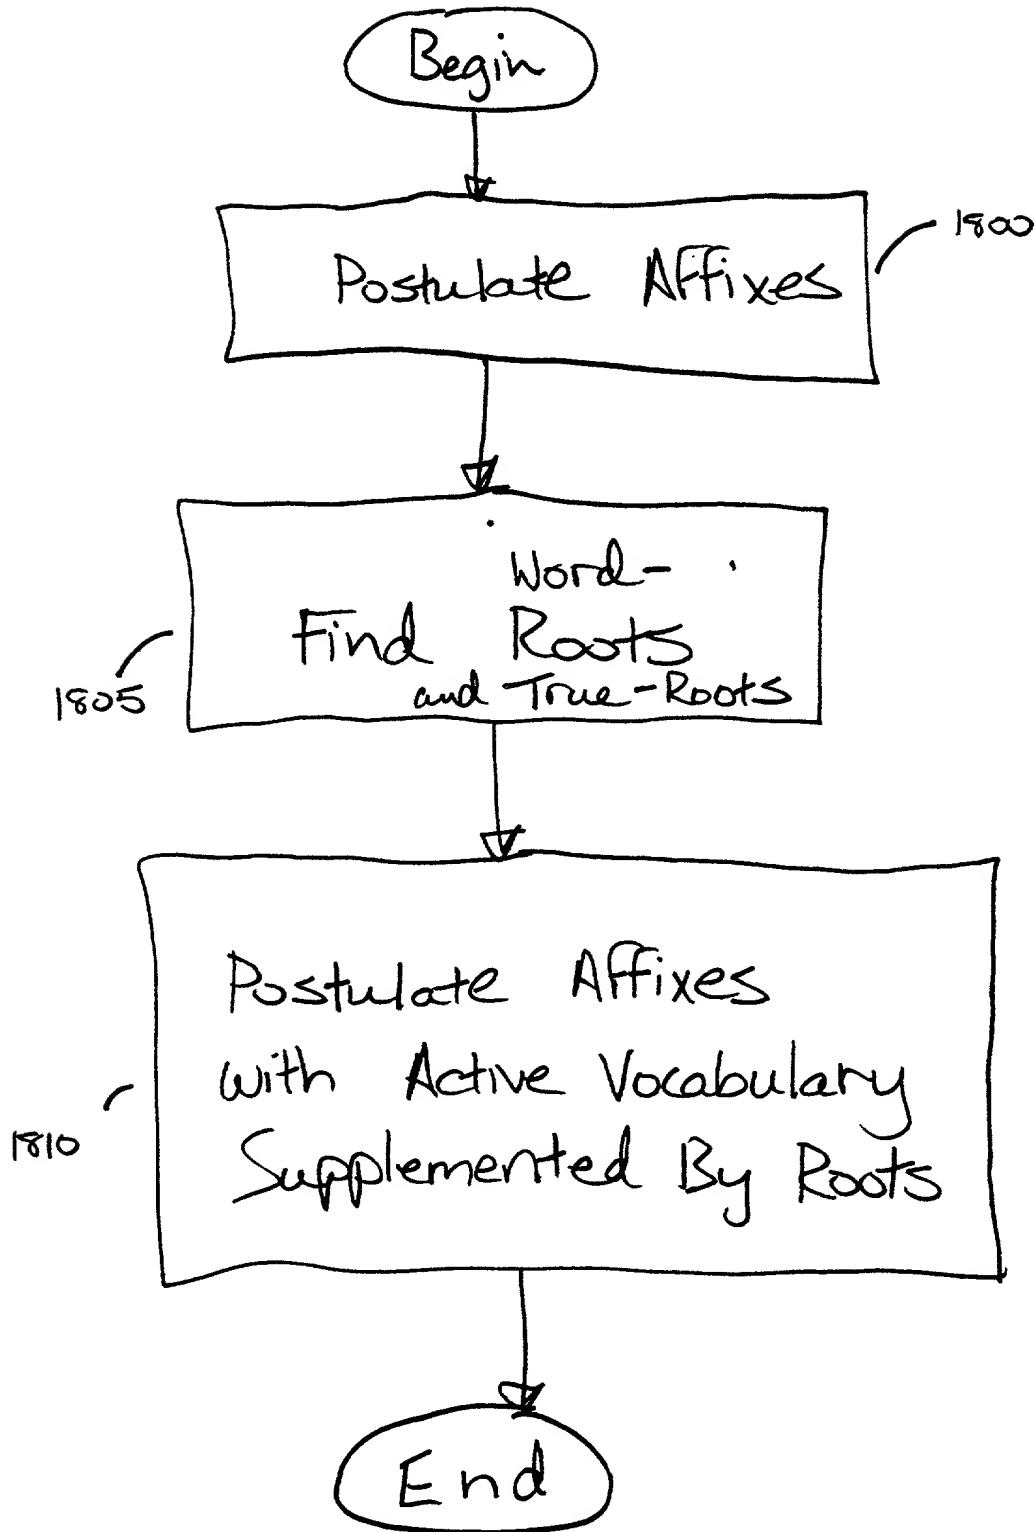 Begin
Postulate Affixes
1800
Word-
Find Roots
and True-Roots
1805
Postulate Affixes
with Active Vocabulary
Supplemented By Roots
1810
End